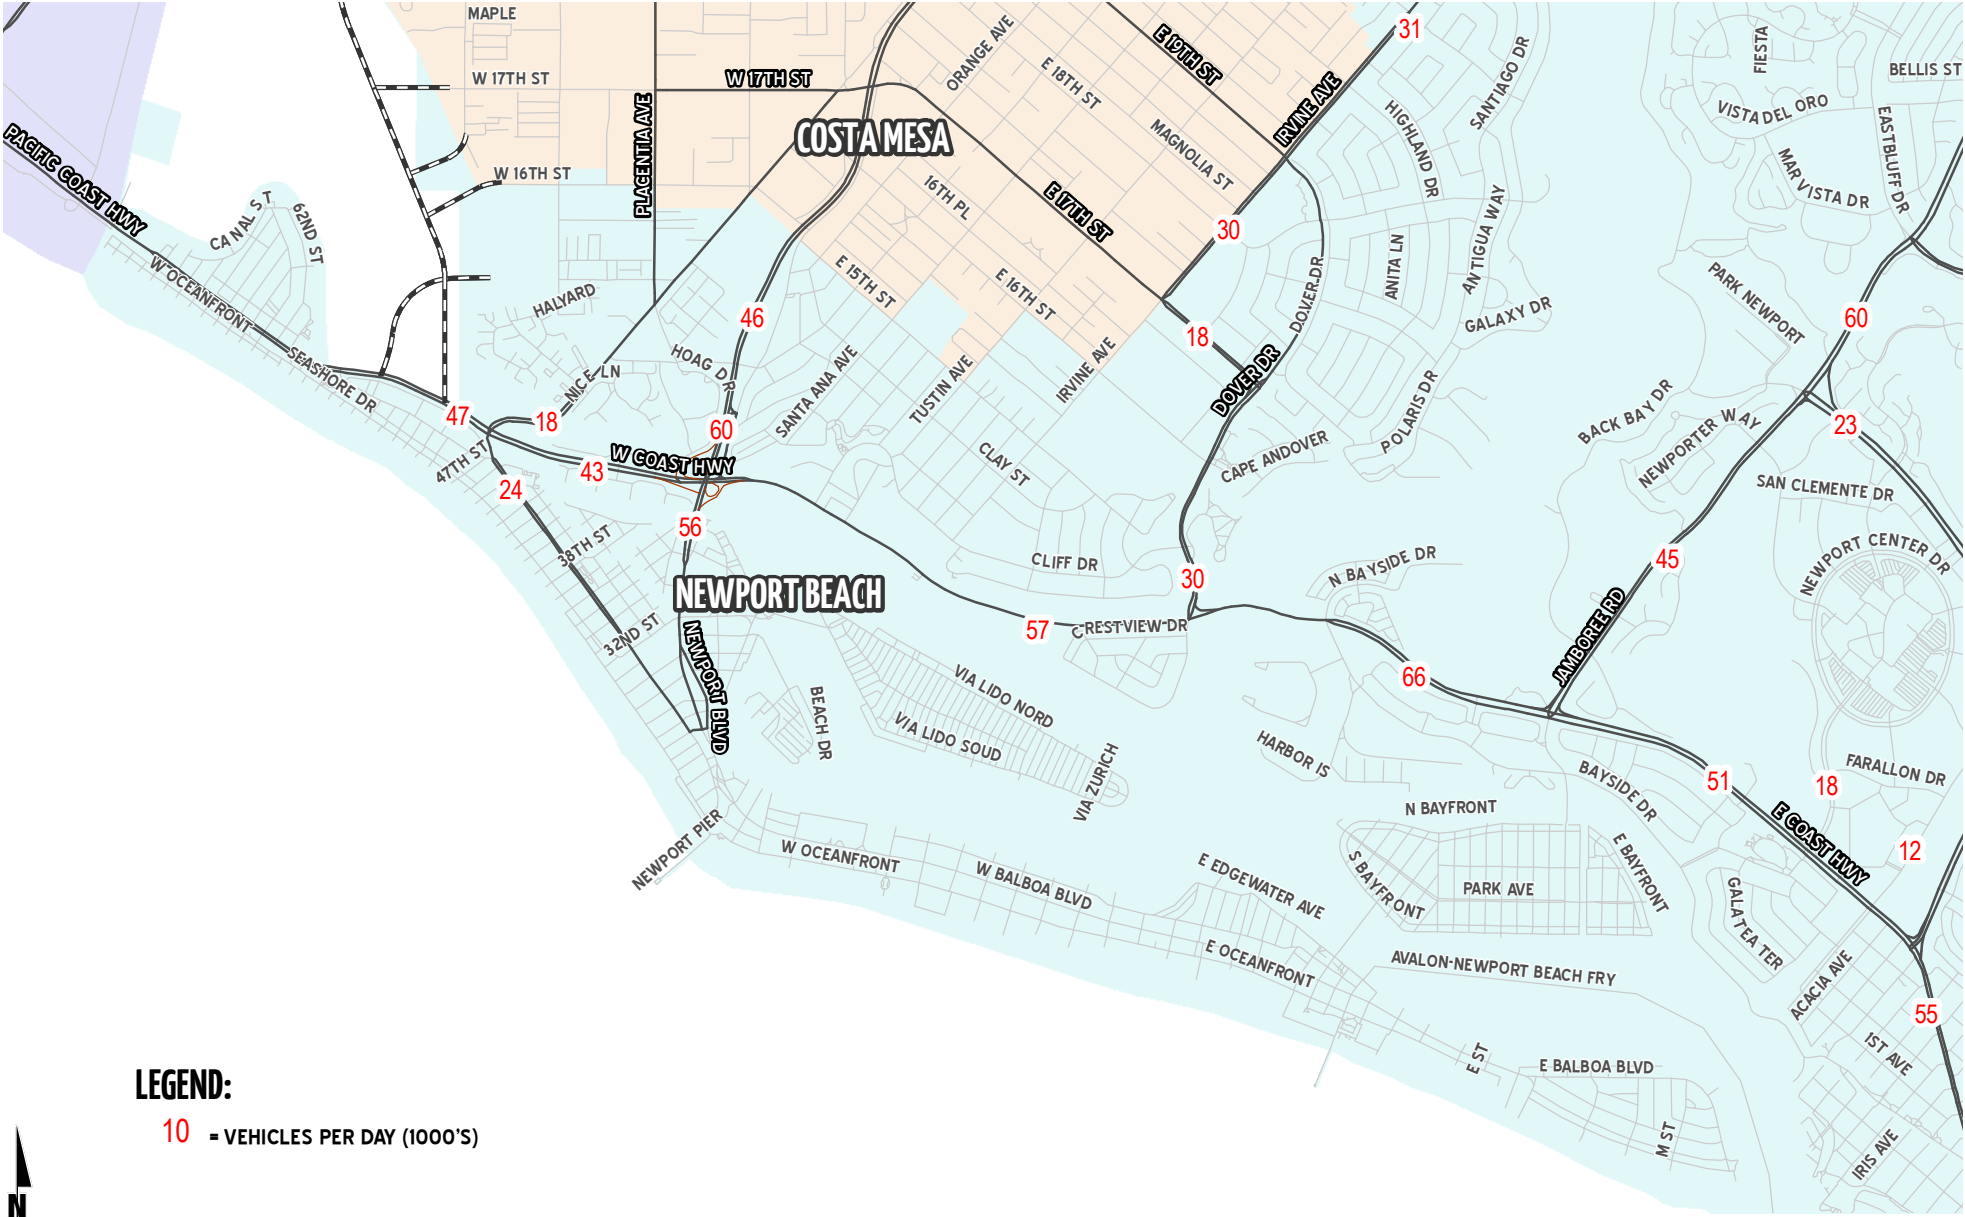 MAPLE
W 17TH ST
W 17TH ST
PLACENTIA AVE
COSTA MESA
W 16TH ST
ORANGE AVE
E 18TH ST
E 19TH ST
31
IRVINE AVE
MAGNOLIA ST
16TH PL
E 17TH ST
30
HIGHLAND DR
SANTIAGO DR
FIESTA
BELLIS ST
VISTA DEL ORO
EASTBLUFF DR
MAR VISTA DR
PACIFIC COAST HWY
CANAL ST
62ND ST
W OCEANFRONT
SEASHORE DR
HALYARD
E 15TH ST
E 16TH ST
46
18
DOVER DR
DOVER DR
ANITA LN
ANTIGUA WAY
GALAXY DR
PARK NEWPORT
60
HOAG DR
NICE LN
SANTA ANA AVE
TUSTIN AVE
IRVINE AVE
POLARIS DR
BACK BAY DR
NEWPORTER WAY
23
47
18
60
47TH ST
W COAST HWY
43
24
CLAY ST
CAPE ANDOVER
SAN CLEMENTE DR
56
38TH ST
CLIFF DR
N BAYSIDE DR
45
NEWPORT CENTER DR
30
NEWPORT BEACH
32ND ST
57
CRESTVIEW DR
JAMBOREE RD
NEWPORT BLVD
66
VIA LIDO NORD
VIA LIDO SOUD
BEACH DR
VIA ZURICH
HARBOR IS
BAYSIDE DR
51
18
FARALLON DR
N BAYFRONT
E COAST HWY
12
NEWPORT PIER
W OCEANFRONT
W BALBOA BLVD
E EDGEWATER AVE
S BAYFRONT
PARK AVE
E BAYFRONT
GALATEA TER
E OCEANFRONT
AVALON-NEWPORT BEACH FRY
ACACIA AVE
55
1ST AVE
E ST
E BALBOA BLVD
M ST
IRIS AVE
LEGEND:
10 = VEHICLES PER DAY (1000'S)
N